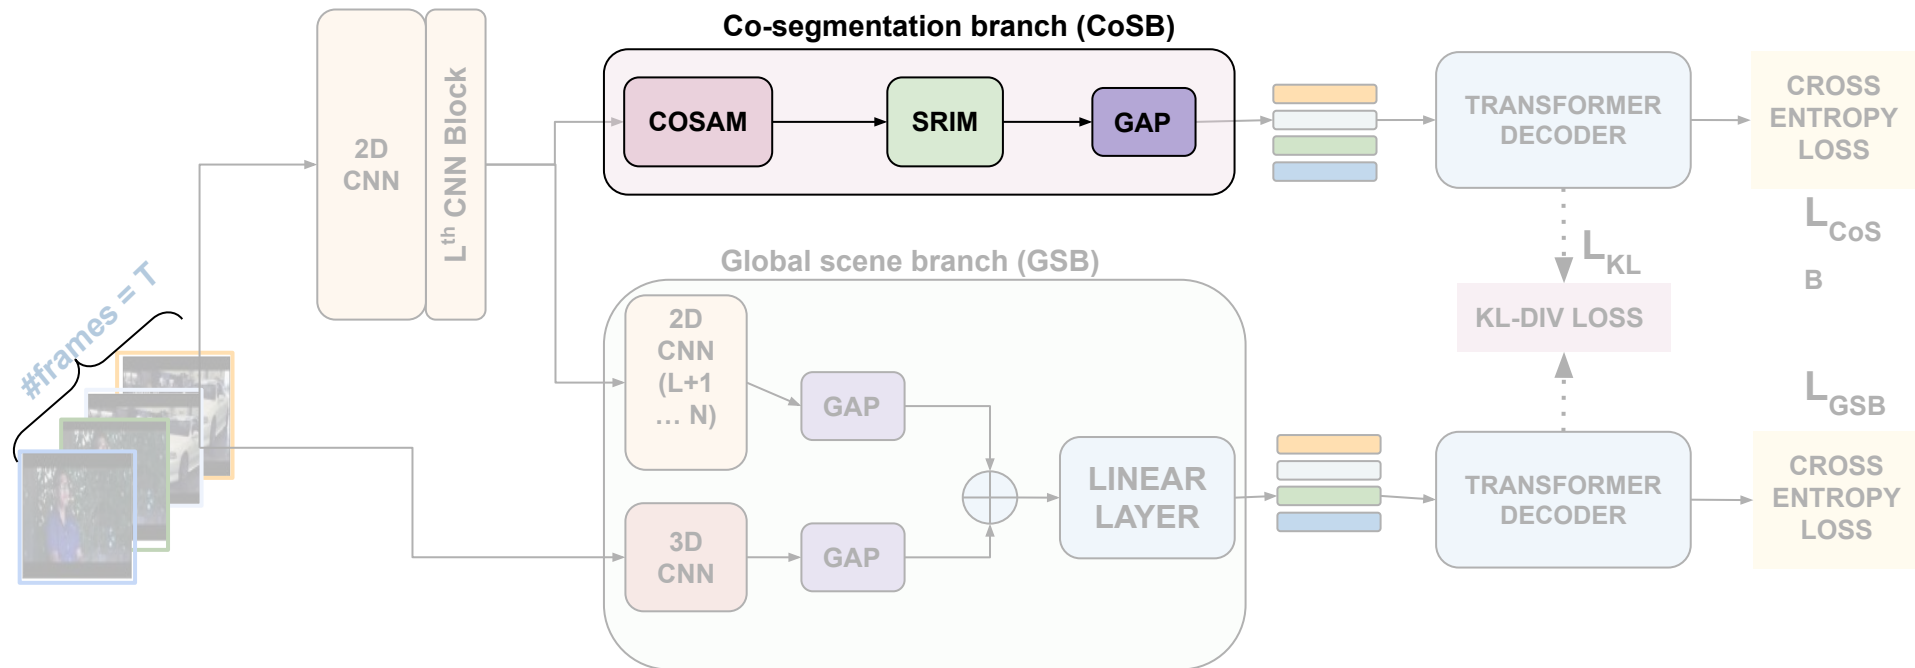 Co-segmentation branch (CoSB)
2D
CNN
Lth CNN Block
COSAM
SRIM
GAP
TRANSFORMER
DECODER
CROSS
ENTROPY
LOSS
LCoS
B
LKL
KL-DIV LOSS
#frames = T
Global scene branch (GSB)
2D
CNN
(L+1
... N)
GAP
3D
CNN
GAP
LINEAR
LAYER
TRANSFORMER
DECODER
LGSB
CROSS
ENTROPY
LOSS